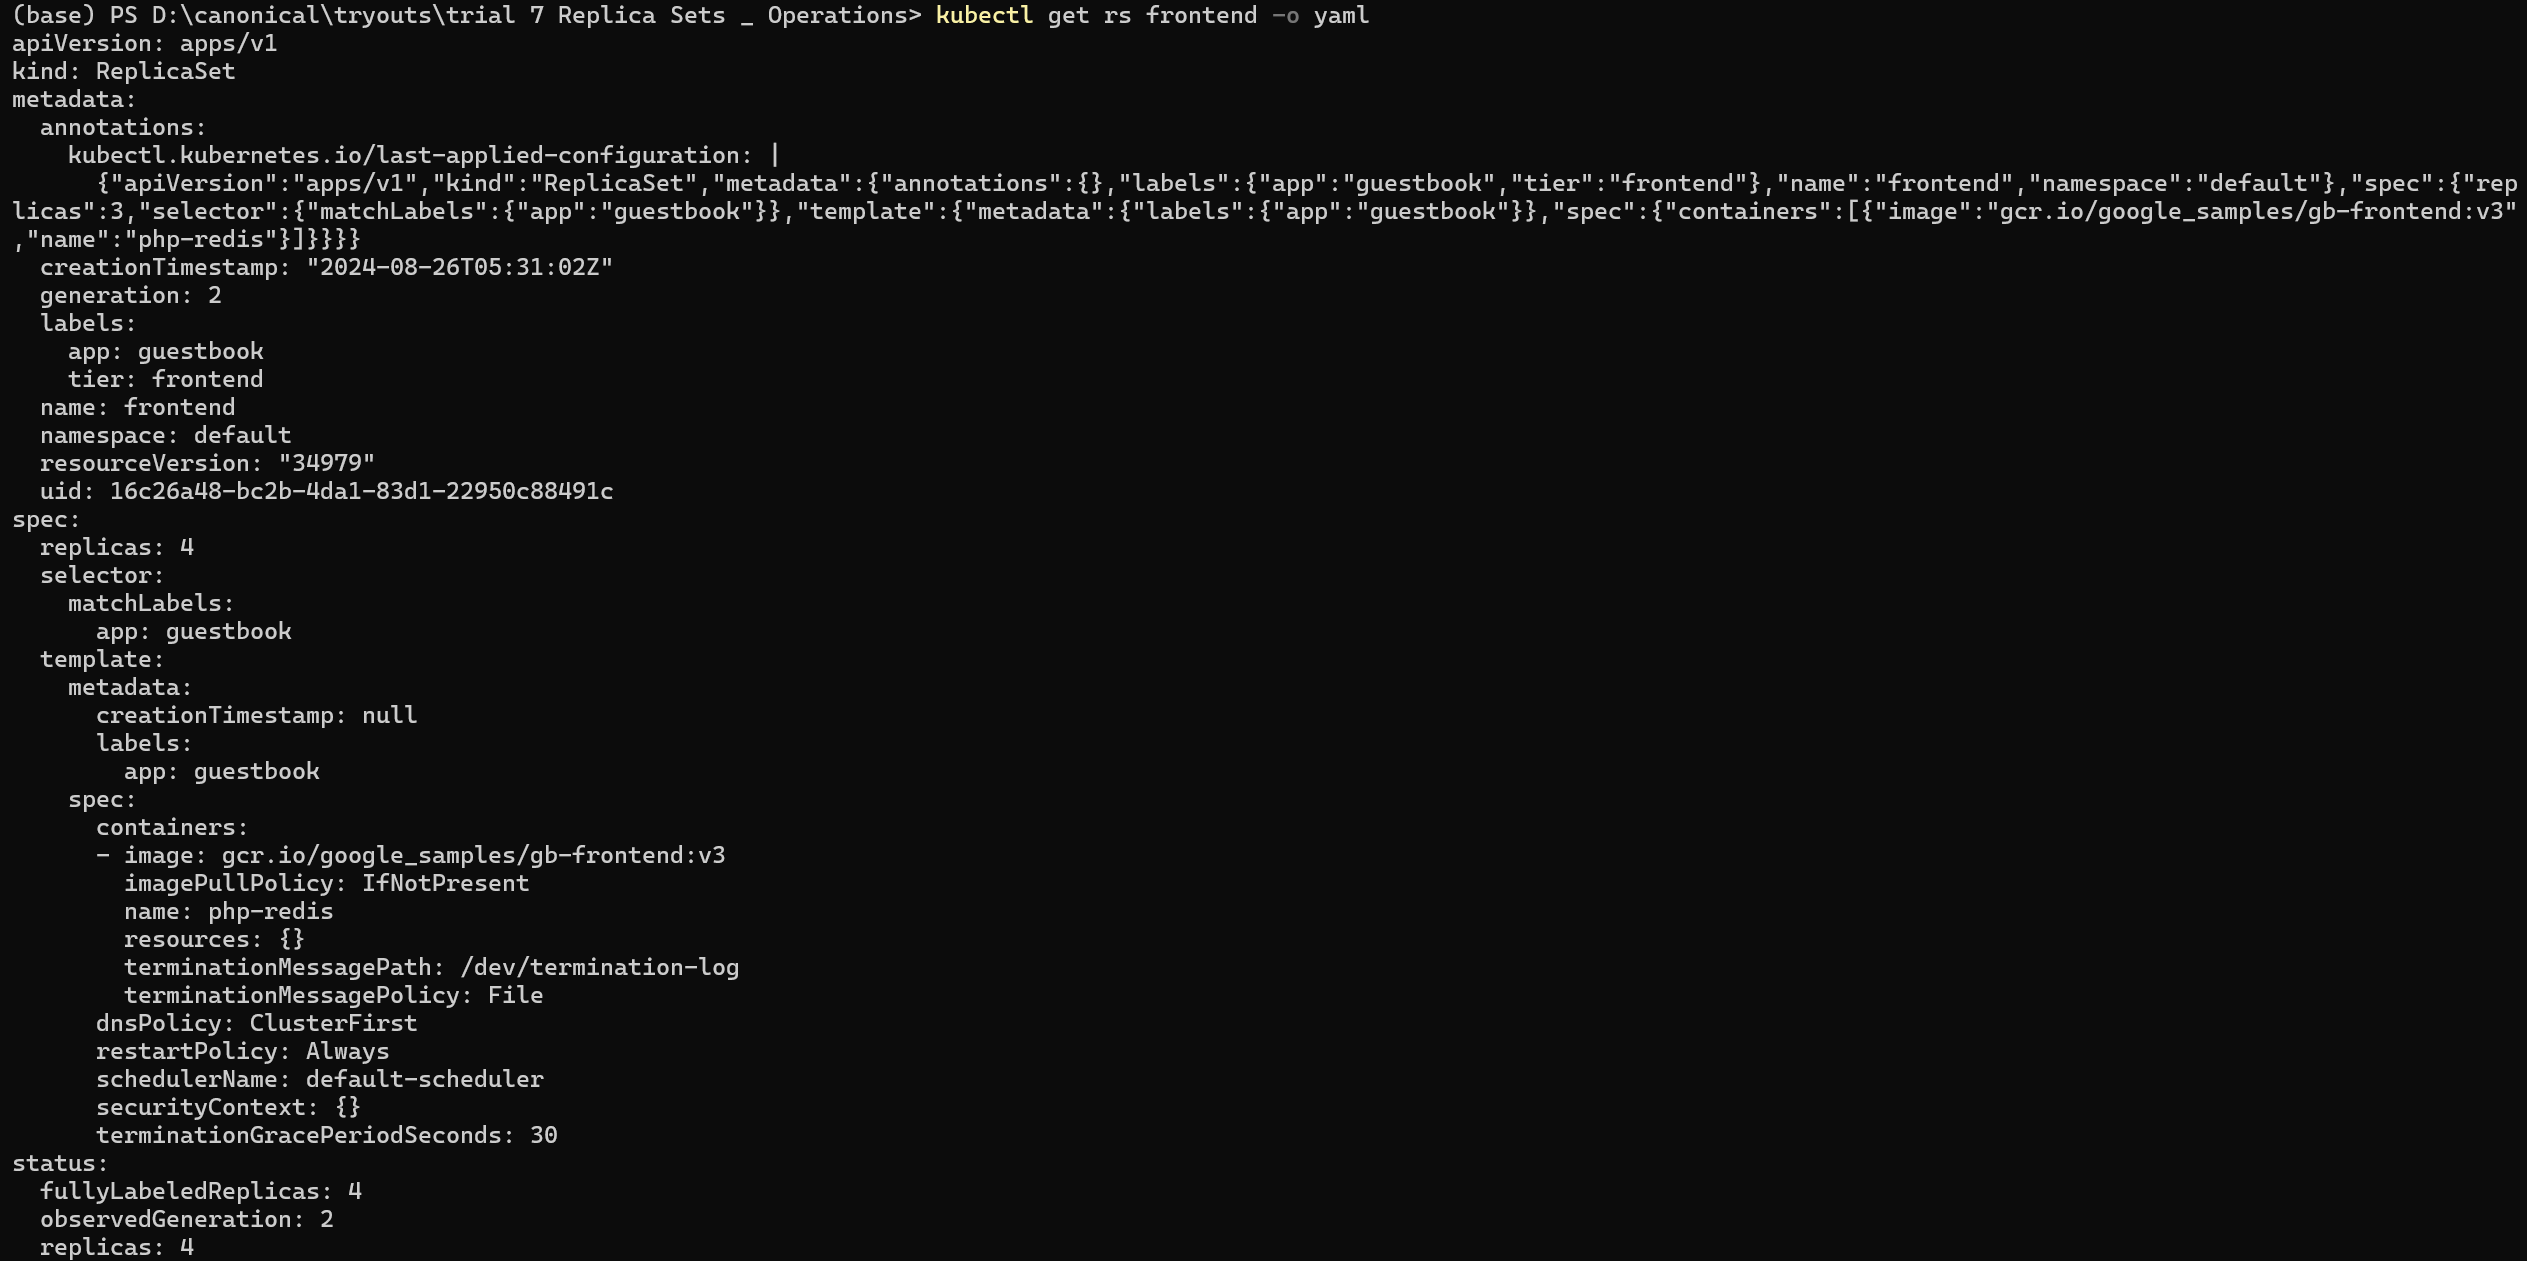 (base) PS D:\canonical\tryouts\trial 7 Replica Sets _ Operations> kubectl get rs frontend -o yaml
apiVersion: apps/v1
kind: ReplicaSet
metadata:
  annotations:
    kubectl.kubernetes.io/last-applied-configuration: |
      {"apiVersion":"apps/v1","kind":"ReplicaSet","metadata":{"annotations":{},"labels":{"app":"guestbook","tier":"frontend"},"name":"frontend","namespace":"default"},"spec":{"rep
licas":3,"selector":{"matchLabels":{"app":"guestbook"}},"template":{"metadata":{"labels":{"app":"guestbook"}},"spec":{"containers":[{"image":"gcr.io/google_samples/gb-frontend:v3"
,"name":"php-redis"}]}}}}
  creationTimestamp: "2024-08-26T05:31:02Z"
  generation: 2
  labels:
    app: guestbook
    tier: frontend
  name: frontend
  namespace: default
  resourceVersion: "34979"
  uid: 16c26a48-bc2b-4da1-83d1-22950c88491c
spec:
  replicas: 4
  selector:
    matchLabels:
      app: guestbook
  template:
    metadata:
      creationTimestamp: null
      labels:
        app: guestbook
    spec:
      containers:
      - image: gcr.io/google_samples/gb-frontend:v3
        imagePullPolicy: IfNotPresent
        name: php-redis
        resources: {}
        terminationMessagePath: /dev/termination-log
        terminationMessagePolicy: File
      dnsPolicy: ClusterFirst
      restartPolicy: Always
      schedulerName: default-scheduler
      securityContext: {}
      terminationGracePeriodSeconds: 30
status:
  fullyLabeledReplicas: 4
  observedGeneration: 2
  replicas: 4